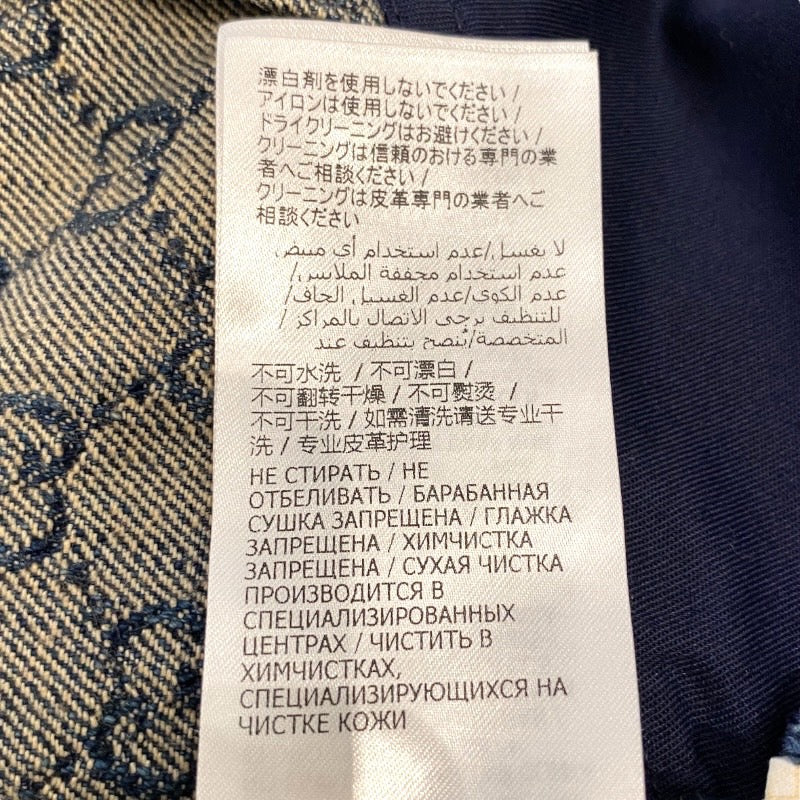 漂白剤を使用しないでください /
アイロンは使用しないでください /
ドライクリーニングはお避けください /
クリーニングは信頼のおける専門の業
者へご相談ください /
クリーニングは皮革専門の業者へご
相談ください
لا يغسل/عدم استخدام أي مبيض
عدم استخدام مجففة الملابس/
عدم الكوي/عدم الغسيل الجاف/
للتنظيف يرجى الاتصال بالمراكز /
المتخصصة/يُنصح بتنظيف عند
不可水洗 / 不可漂白 /
不可翻转干燥 / 不可熨烫 /
不可干洗 / 如需清洗请送专业干
洗 / 专业皮革护理
НЕ СТИРАТЬ / НЕ
ОТБЕЛИВАТЬ / БАРАБАННАЯ
СУШКА ЗАПРЕЩЕНА / ГЛАЖКА
ЗАПРЕЩЕНА / ХИМЧИСТКА
ЗАПРЕЩЕНА / СУХАЯ ЧИСТКА
ПРОИЗВОДИТСЯ В
СПЕЦИАЛИЗИРОВАННЫХ
ЦЕНТРАХ / ЧИСТИТЬ В
ХИМЧИСТКАХ,
СПЕЦИАЛИЗИРУЮЩИХСЯ НА
ЧИСТКЕ КОЖИ